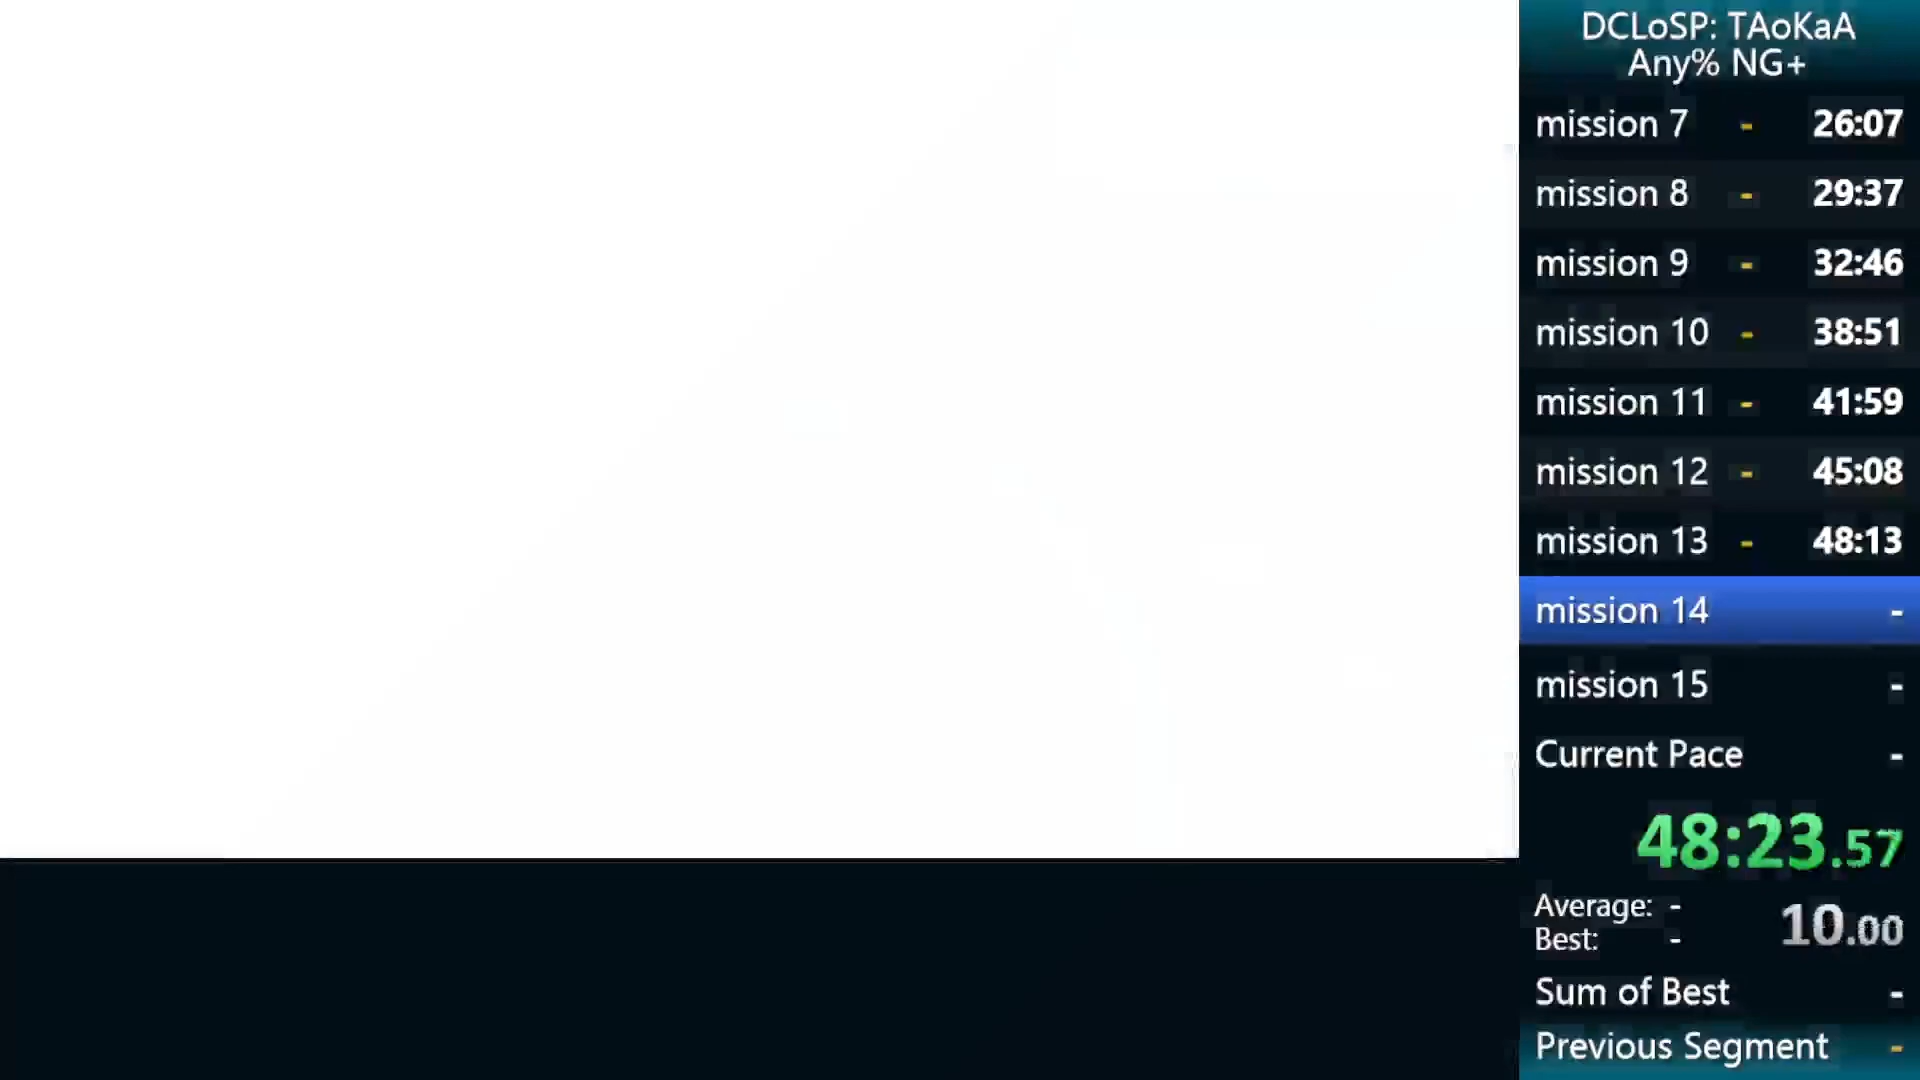 DCLoSP: TAoKaA
Any% NG+
mission 7 - 26:07
mission 8 - 29:37
mission 9 - 32:46
mission 10 - 38:51
mission 11 - 41:59
mission 12 - 45:08
mission 13 - 48:13
mission 14 -
mission 15 -
Current Pace -
48:23.57
Average: -
Best: -
10.00
Sum of Best -
Previous Segment -